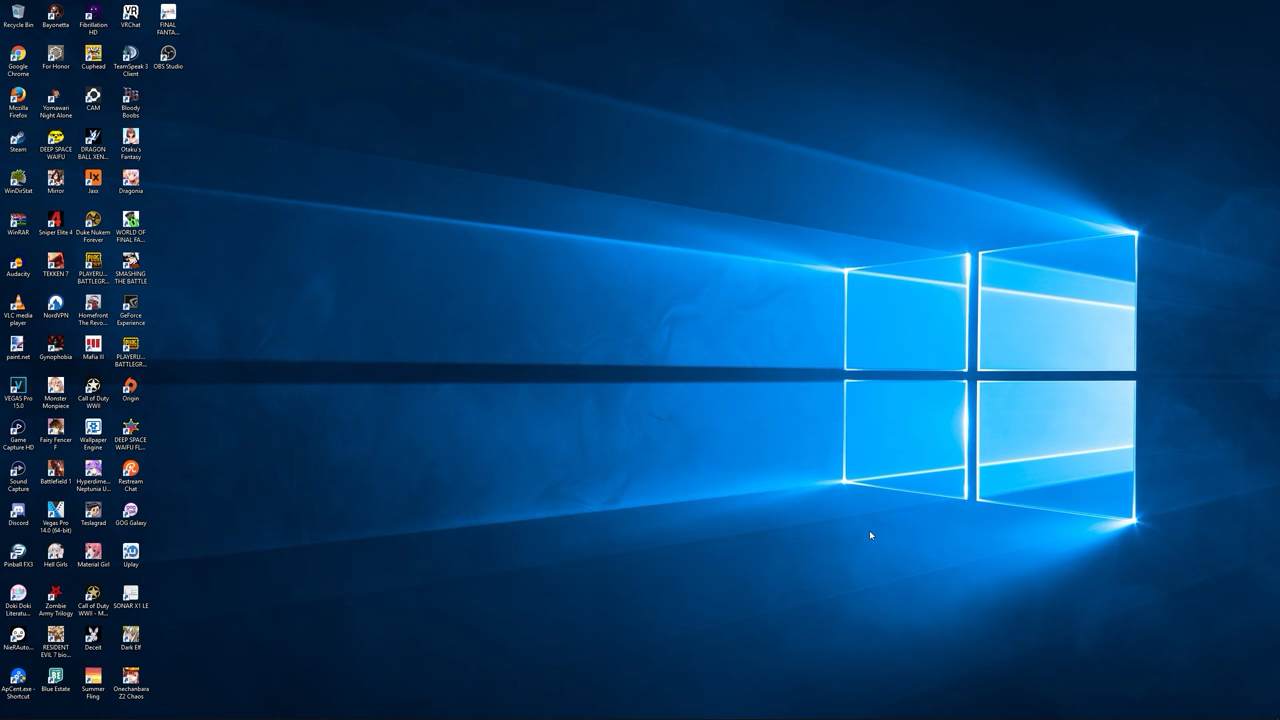 Recycle Bin
Bayonetta
Fibrillation
HD
VRChat
FINAL
FANTA...
Google
Chrome
For Honor
Cuphead
TeamSpeak 3
Client
OBS Studio
Mozilla
Firefox
Yomawari
Night Alone
CAM
Bloody
Boobs
Steam
DEEP SPACE
WAIFU
DRAGON
BALL XEN...
Otaku's
Fantasy
WinDirStat
Mirror
Jaxx
Dragonia
WinRAR
Sniper Elite 4
Duke Nukem
Forever
WORLD OF
FINAL FA...
Audacity
TEKKEN 7
PLAYERU...
BATTLEGR...
SMASHING
THE BATTLE
VLC media
player
NordVPN
Homefront
The Revo...
GeForce
Experience
paint.net
Gynophobia
Mafia III
PLAYERU...
BATTLEGR...
VEGAS Pro
15.0
Monster
Monpiece
Call of Duty
WWII
Origin
Game
Capture HD
Fairy Fencer
F
Wallpaper
Engine
DEEP SPACE
WAIFU FL...
Sound
Capture
Battlefield 1
Hyperdime...
Neptunia U...
Restream
Chat
Discord
Vegas Pro
14.0 (64-bit)
Teslagrad
GOG Galaxy
Pinball FX3
Hell Girls
Material Girl
Uplay
Doki Doki
Literatu...
Zombie
Army Trilogy
Call of Duty
WWII - M...
SONAR X1 LE
NieRAuto...
RESIDENT
EVIL 7 bio...
Deceit
Dark Elf
ApCent.exe -
Shortcut
Blue Estate
Summer
Fling
Onechanbara
Z2 Chaos